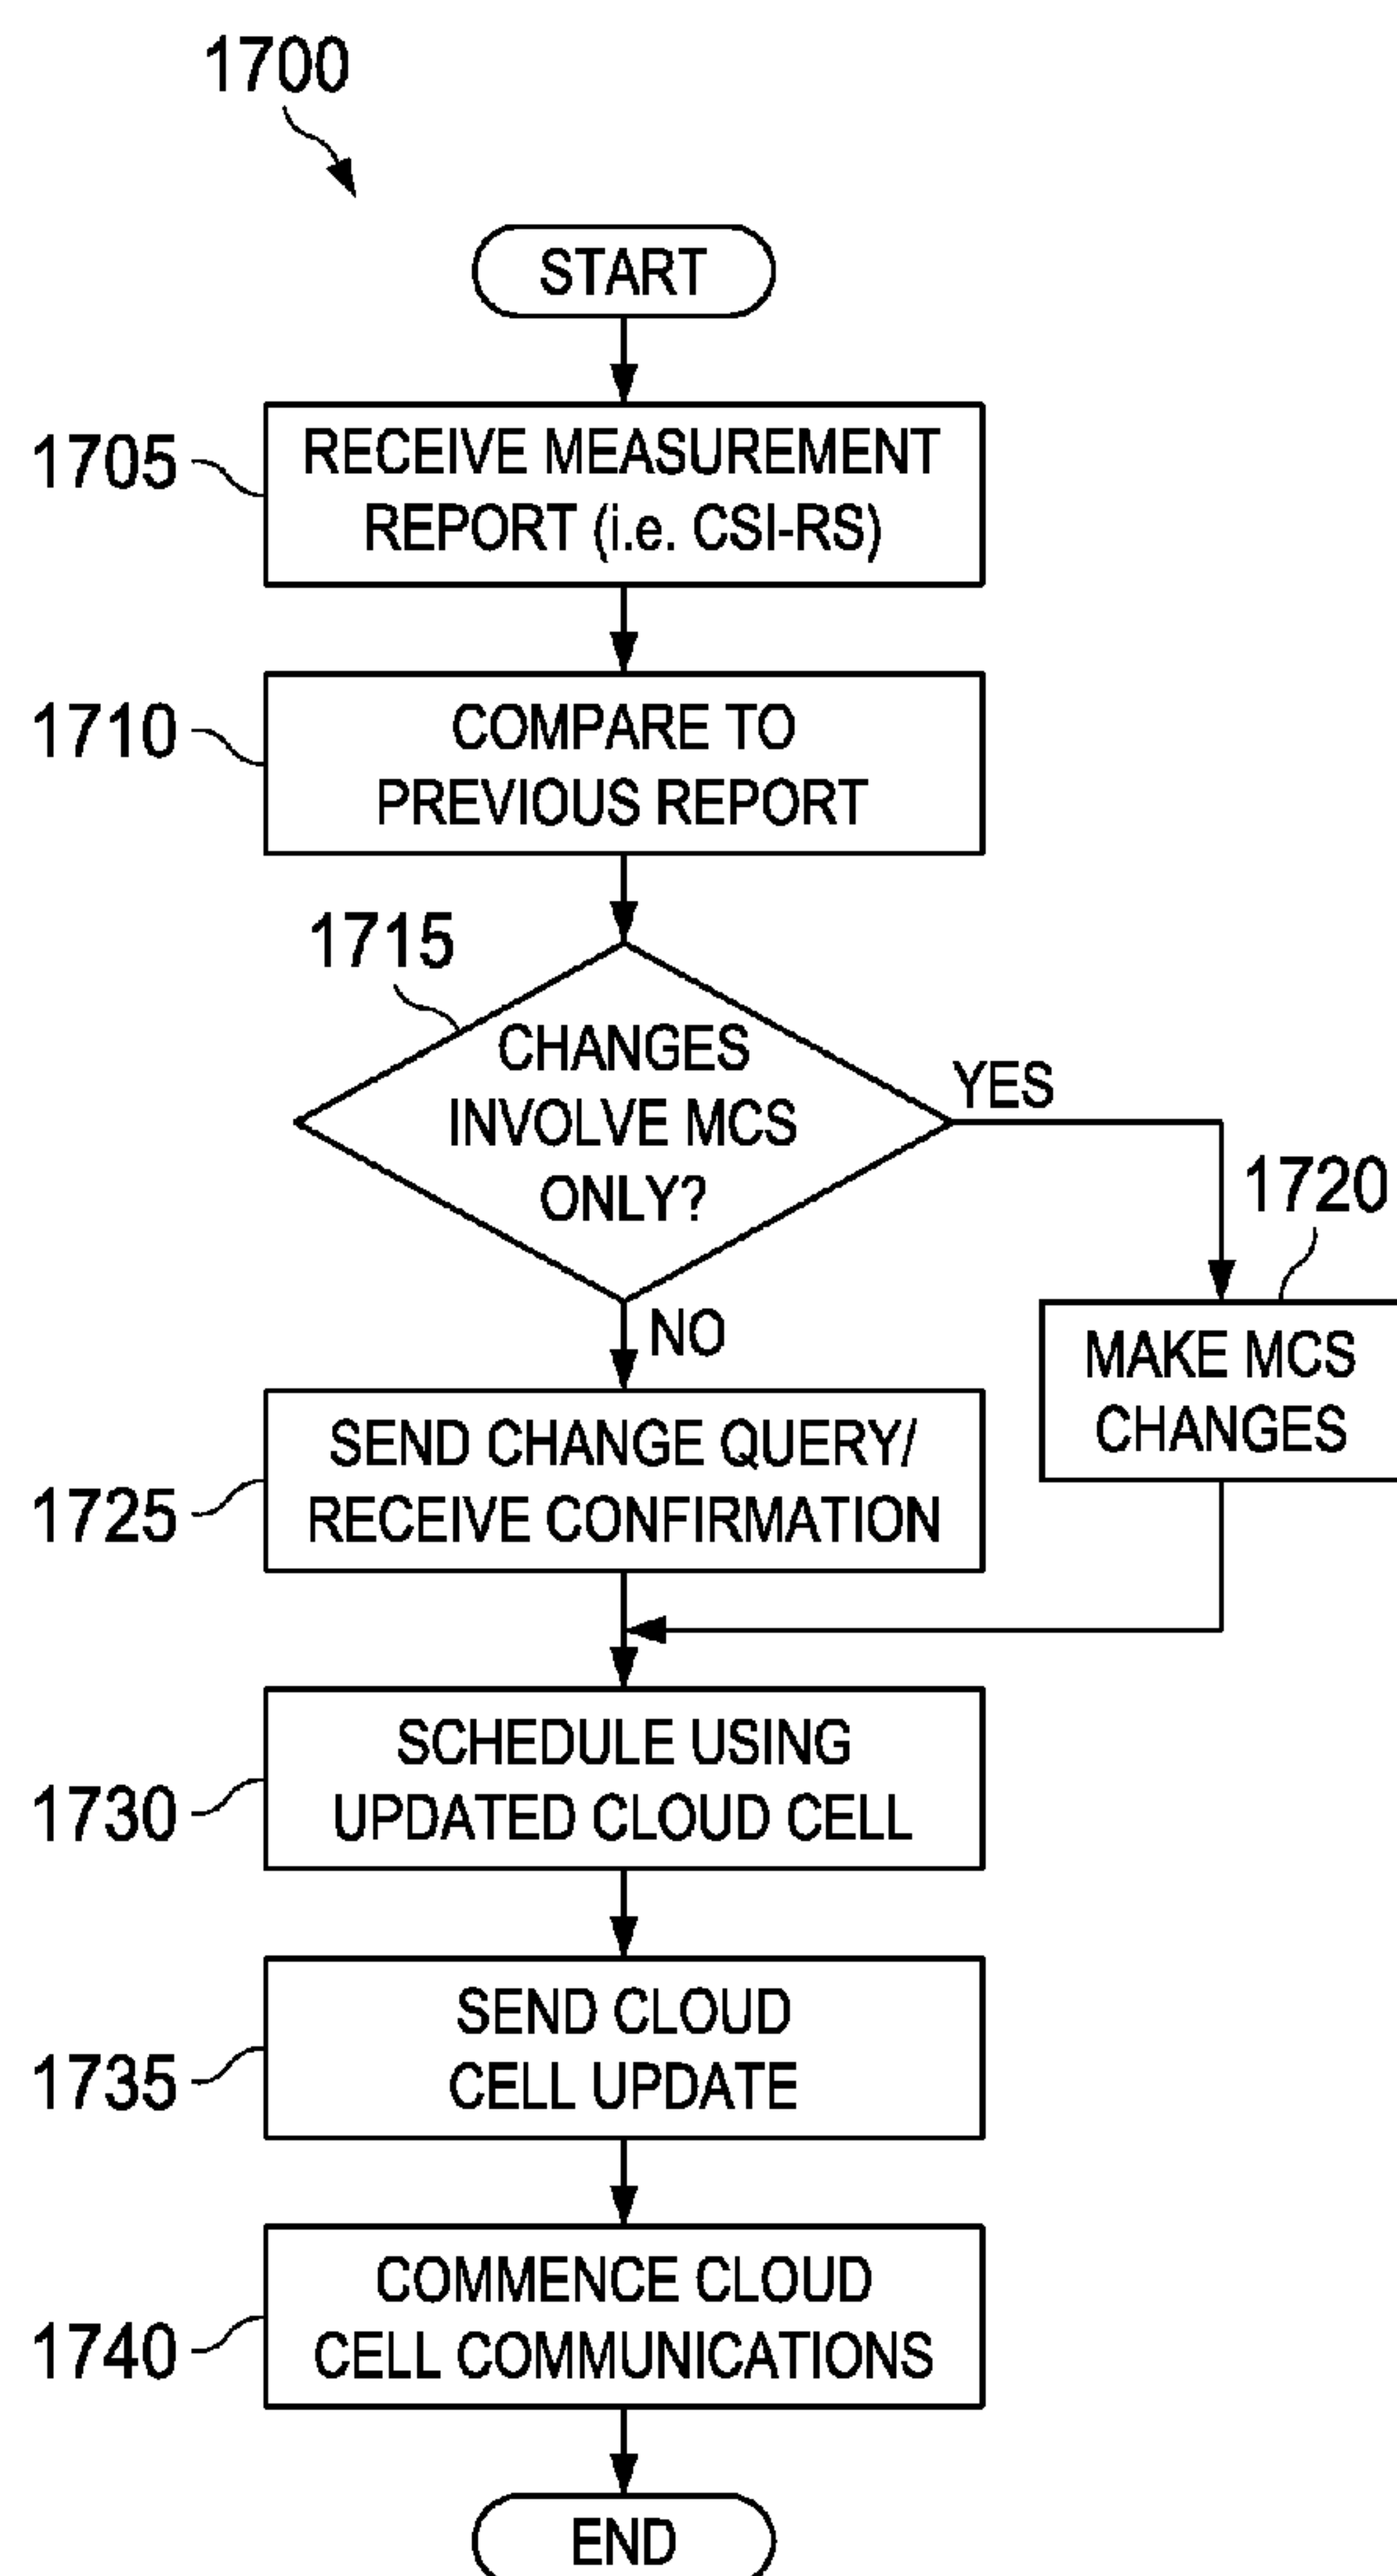 1700
START
1705
RECEIVE MEASUREMENT
REPORT (i.e. CSI-RS)
1710
COMPARE TO
PREVIOUS REPORT
1715
CHANGES
INVOLVE MCS
ONLY?
YES
1720
MAKE MCS
CHANGES
NO
1725
SEND CHANGE QUERY/
RECEIVE CONFIRMATION
1730
SCHEDULE USING
UPDATED CLOUD CELL
1735
SEND CLOUD
CELL UPDATE
1740
COMMENCE CLOUD
CELL COMMUNICATIONS
END